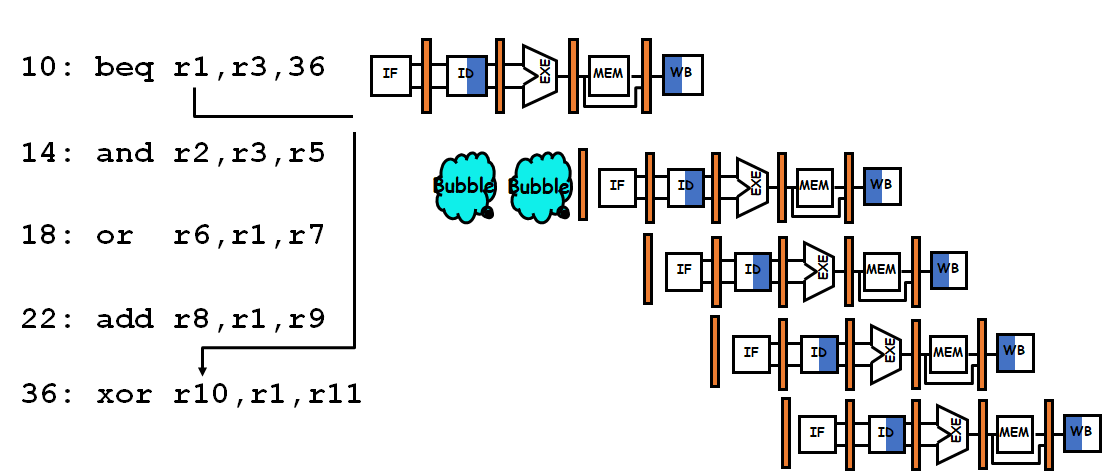 10: beq r1,r3,36 IF ID EXE MEM WB
14: and r2,r3,r5 Bubble Bubble IF ID EXE MEM WB
18: or r6,r1,r7 IF ID EXE MEM WB
22: add r8,r1,r9 IF ID EXE MEM WB
36: xor r10,r1,r11 IF ID EXE MEM WB